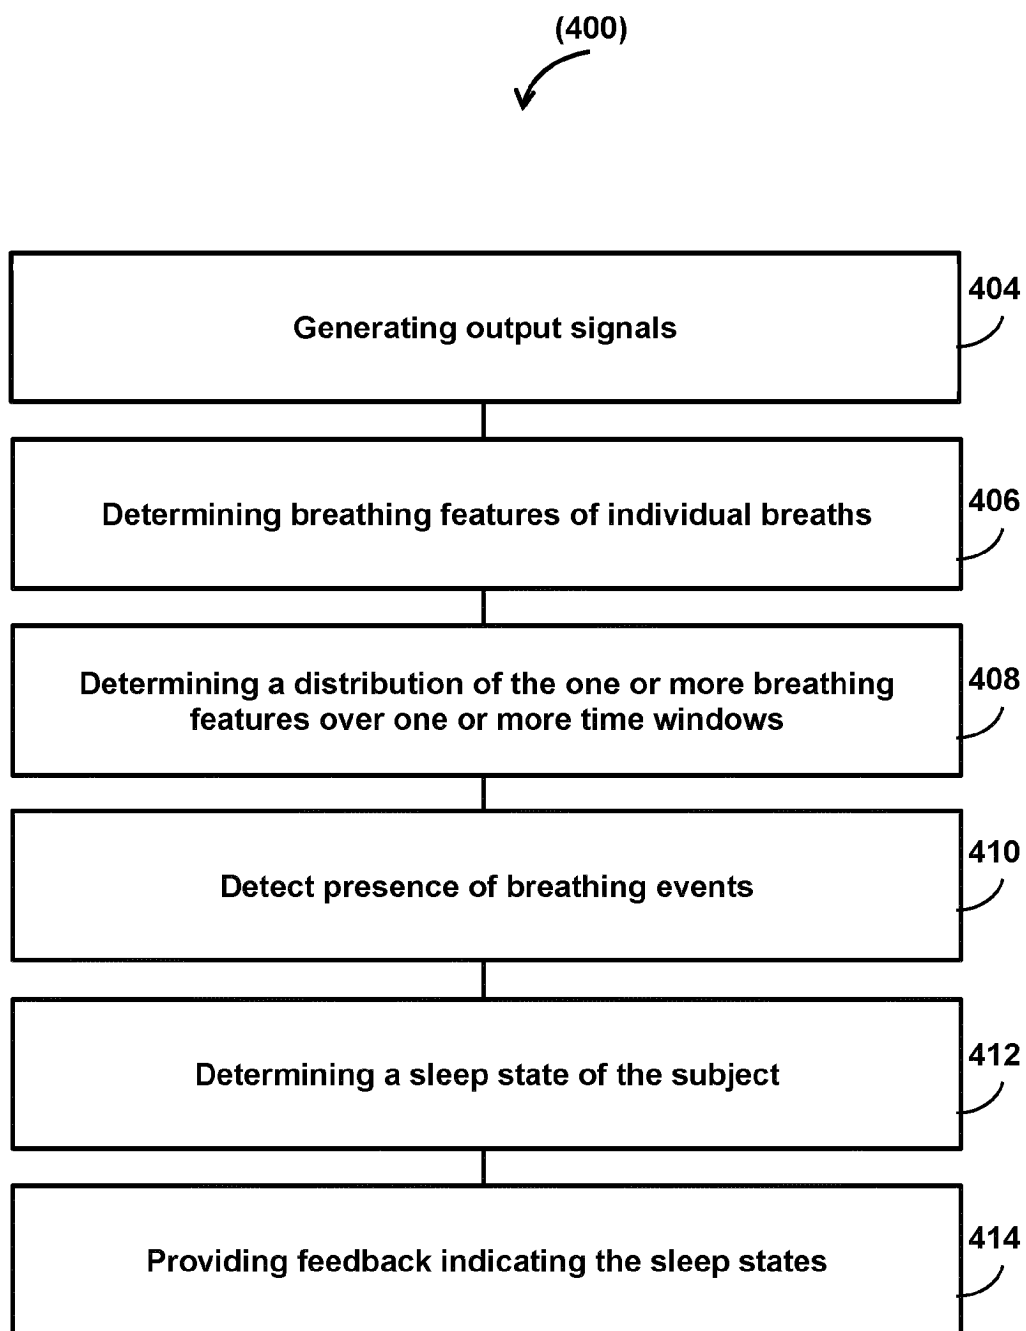 (400)
Generating output signals
404
Determining breathing features of individual breaths
406
Determining a distribution of the one or more breathing
features over one or more time windows
408
Detect presence of breathing events
410
Determining a sleep state of the subject
412
Providing feedback indicating the sleep states
414